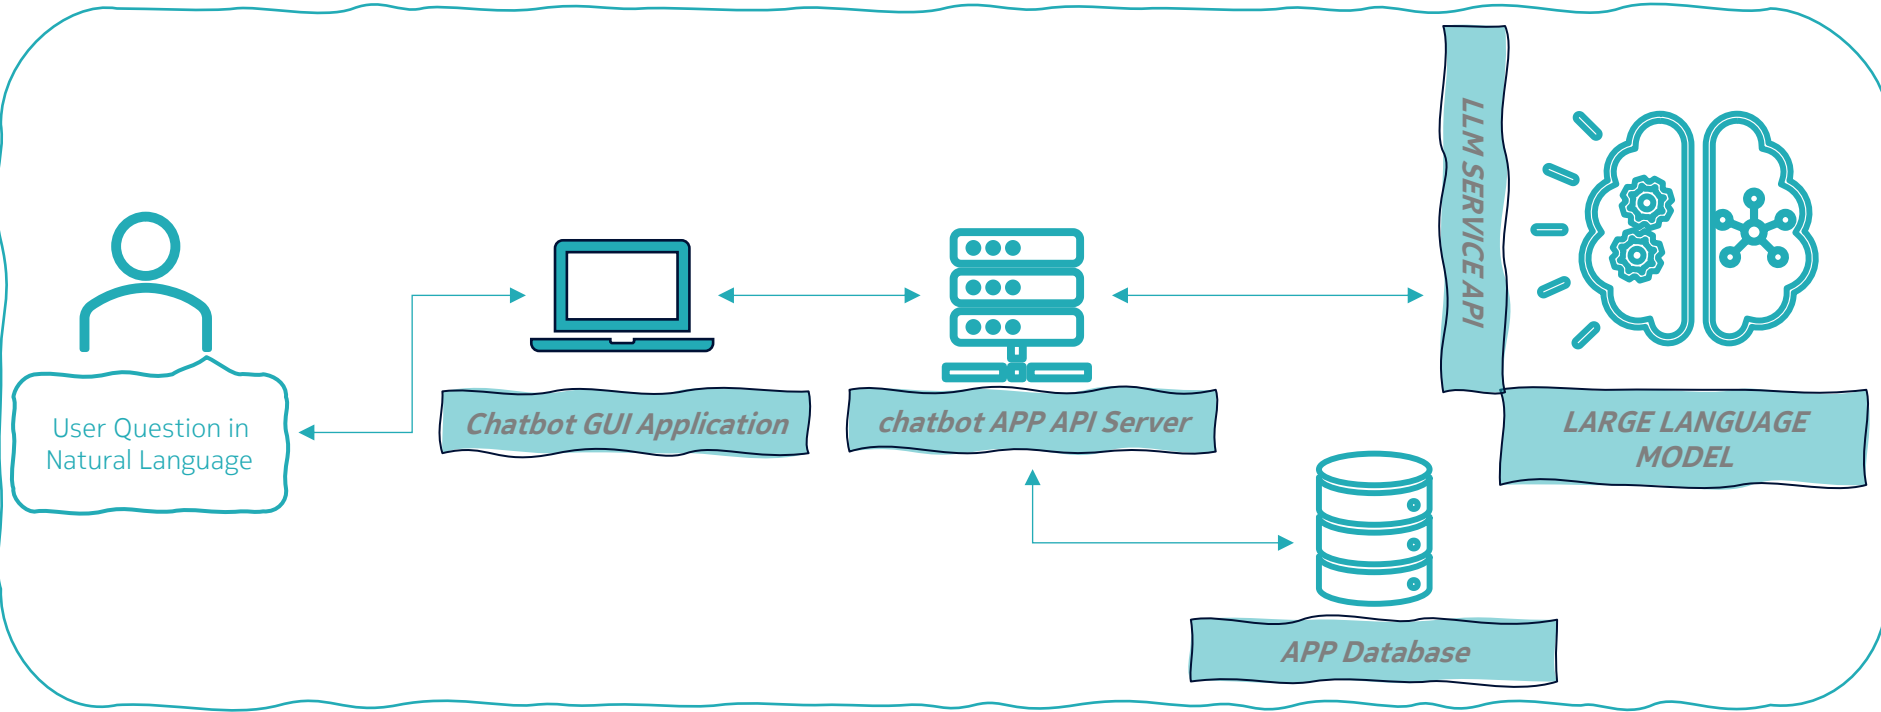 LLM SERVICE API
User Question in
Natural Language
Chatbot GUI Application
chatbot APP API Server
LARGE LANGUAGE
MODEL
APP Database